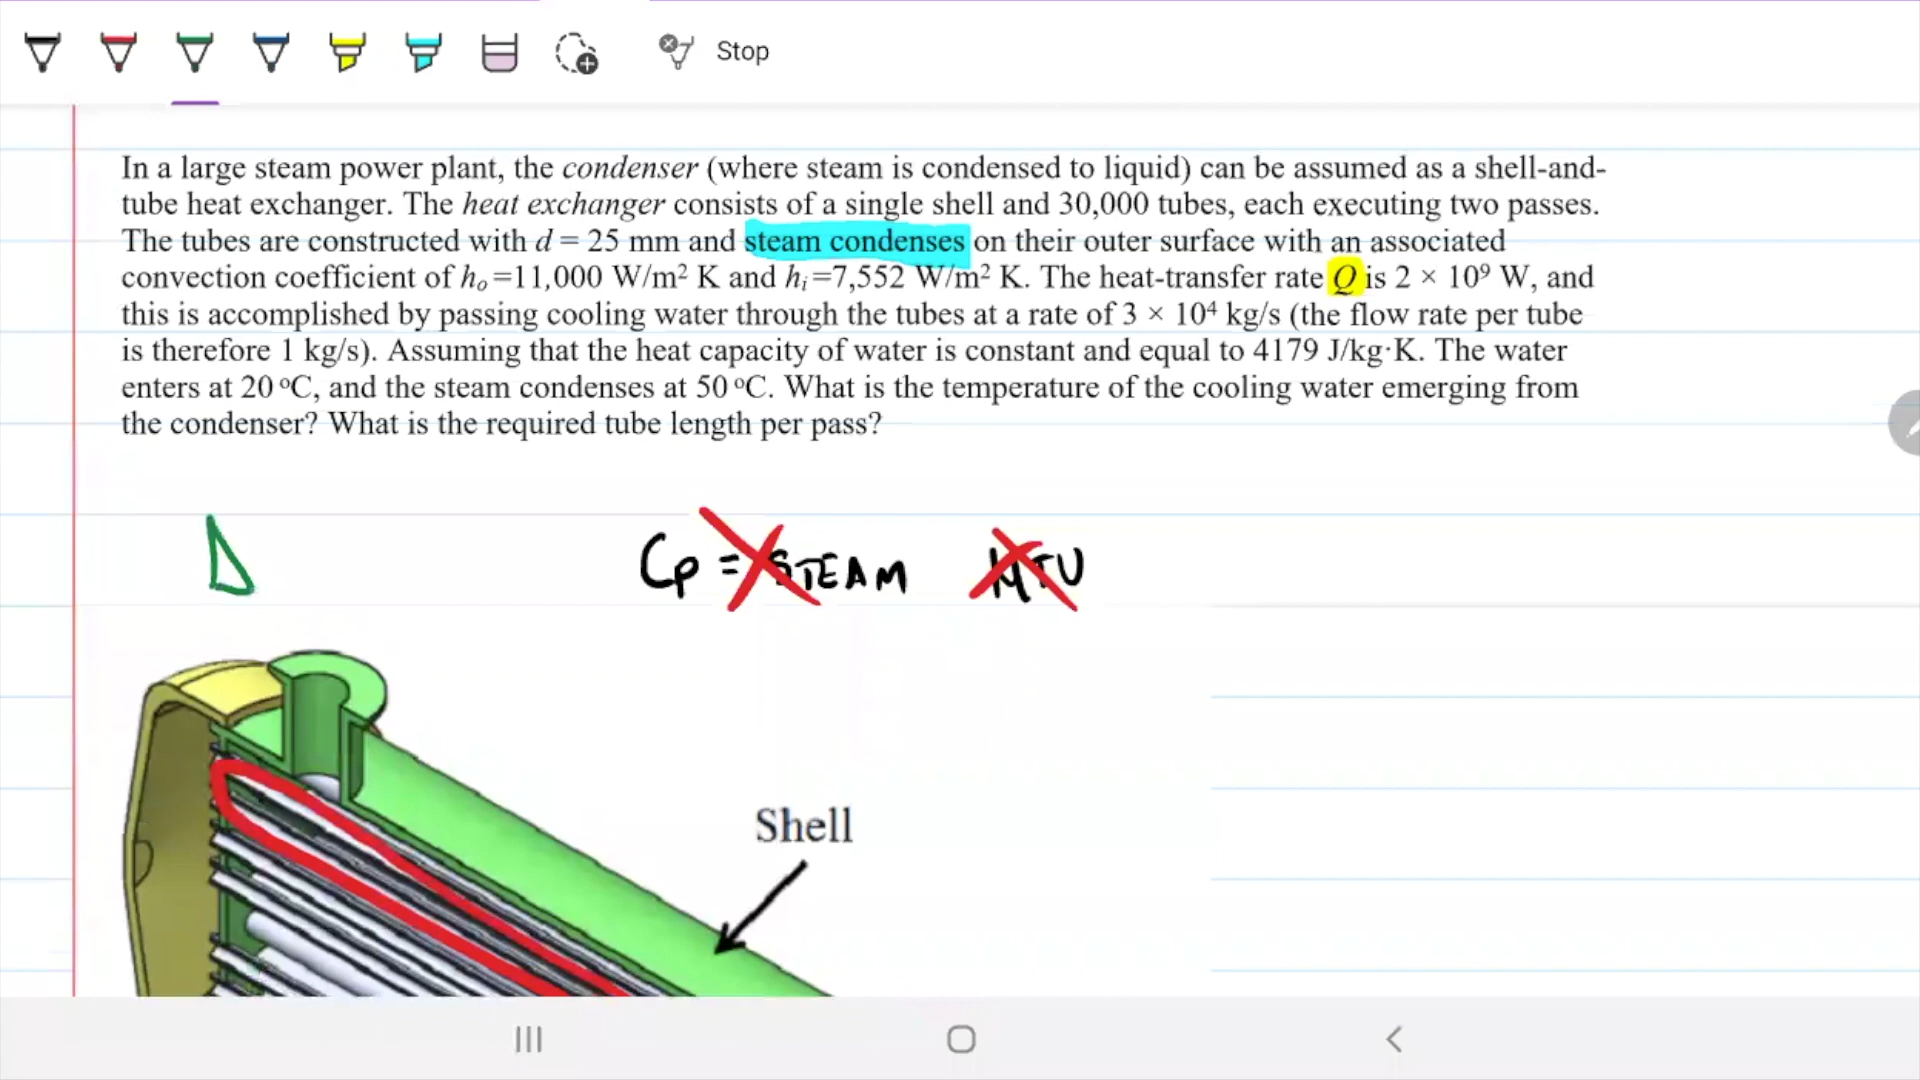 Stop
In a large steam power plant, the condenser (where steam is condensed to liquid) can be assumed as a shell-and-
tube heat exchanger. The heat exchanger consists of a single shell and 30,000 tubes, each executing two passes.
The tubes are constructed with d = 25 mm and steam condenses on their outer surface with an associated
convection coefficient of hₒ=11,000 W/m² K and hᵢ=7,552 W/m² K. The heat-transfer rate Q is 2 × 10⁹ W, and
this is accomplished by passing cooling water through the tubes at a rate of 3 × 10⁴ kg/s (the flow rate per tube
is therefore 1 kg/s). Assuming that the heat capacity of water is constant and equal to 4179 J/kg·K. The water
enters at 20 ºC, and the steam condenses at 50 ºC. What is the temperature of the cooling water emerging from
the condenser? What is the required tube length per pass?
Cp = STEAM NTU
Shell